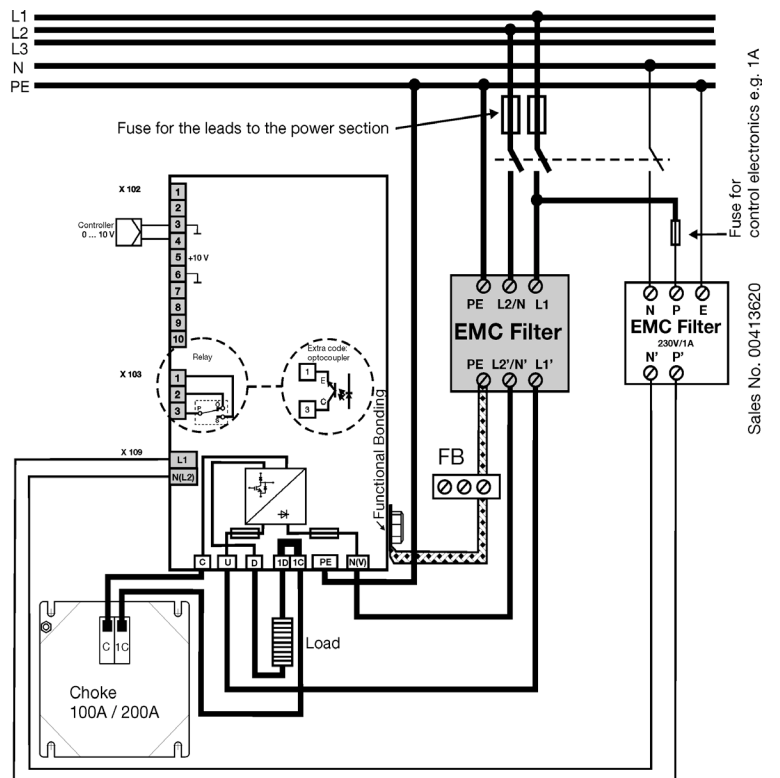 L1
L2
L3
N
PE
Fuse for the leads to the power section
Fuse for
control electronics e.g. 1A
X 102
1
2
3
4
5
+10 V
6
7
8
9
10
Controller
0 ... 10 V
X 103
1
2
3
Relay
P
O
S
Extra code:
optocoupler
1
E
C
3
X 109
L1
N(L2)
Functional Bonding
C U D 1D 1C PE N(V)
PE L2/N L1
EMC Filter
PE L2'/N' L1'
FB
N P E
EMC Filter
230V/1A
N' P'
Sales No. 00413620
Load
C 1C
Choke
100A / 200A